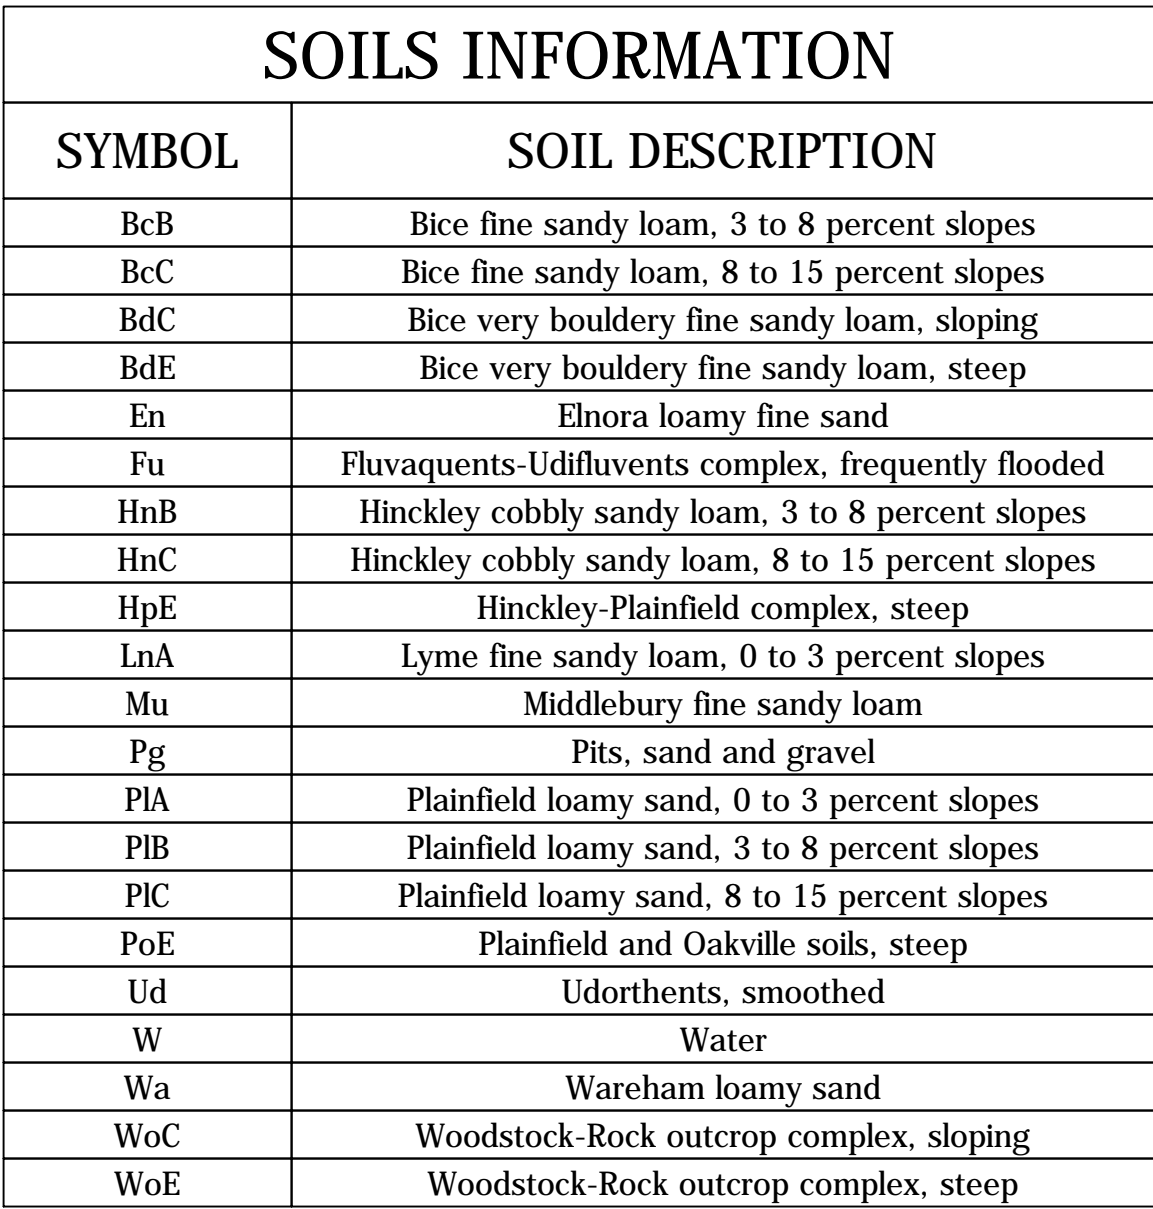 SOILS INFORMATION
SYMBOL SOIL DESCRIPTION
BcB Bice fine sandy loam, 3 to 8 percent slopes
BcC Bice fine sandy loam, 8 to 15 percent slopes
BdC Bice very bouldery fine sandy loam, sloping
BdE Bice very bouldery fine sandy loam, steep
En Elnora loamy fine sand
Fu Fluvaquents-Udifluvents complex, frequently flooded
HnB Hinckley cobbly sandy loam, 3 to 8 percent slopes
HnC Hinckley cobbly sandy loam, 8 to 15 percent slopes
HpE Hinckley-Plainfield complex, steep
LnA Lyme fine sandy loam, 0 to 3 percent slopes
Mu Middlebury fine sandy loam
Pg Pits, sand and gravel
PlA Plainfield loamy sand, 0 to 3 percent slopes
PlB Plainfield loamy sand, 3 to 8 percent slopes
PlC Plainfield loamy sand, 8 to 15 percent slopes
PoE Plainfield and Oakville soils, steep
Ud Udorthents, smoothed
W Water
Wa Wareham loamy sand
WoC Woodstock-Rock outcrop complex, sloping
WoE Woodstock-Rock outcrop complex, steep